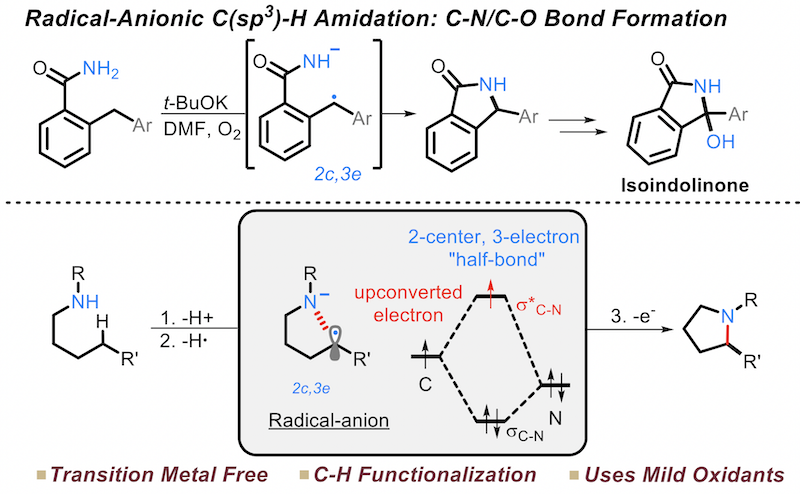 Radical-Anionic C(sp³)-H Amidation: C-N/C-O Bond Formation
O
NH₂
Ar
t-BuOK
DMF, O₂
O
NH⁻
Ar
2c,3e
O
NH
Ar
O
NH
Ar
OH
Isoindolinone
R
NH
H
R'
1. -H+
2. -H•
R
N⁻
R'
2c,3e
Radical-anion
2-center, 3-electron
"half-bond"
upconverted
electron
σ*C-N
C
N
σC-N
3. -e⁻
R
N
R'
Transition Metal Free
C-H Functionalization
Uses Mild Oxidants